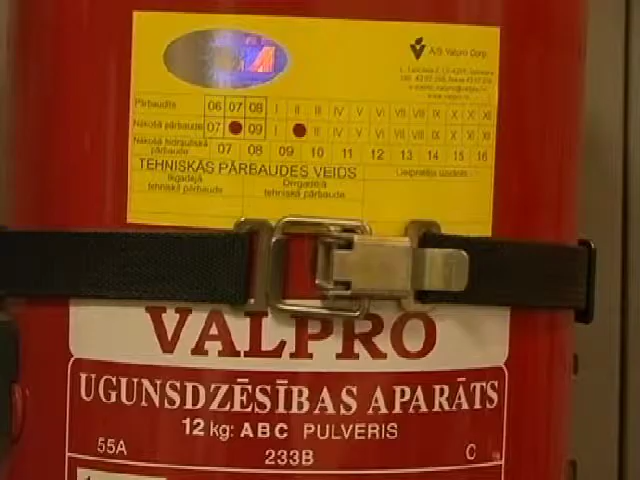 A/S Valpro Corp.
Pārbaudīts 06 07 08 I II III IV V VI VII VIII IX X XI XII
Nākošā pārbaude 07 09 I III IV V VI VII VIII IX X XI XII
Nākošā hidrauliskā pārbaude 07 08 09 10 11 12 13 14 15 16
TEHNISKĀS PĀRBAUDES VEIDS
Ikgadējā tehniskā pārbaude
tehniskā pārbaude
VALPRO
UGUNSDZĒSĪBAS APARĀTS
12 kg: ABC PULVERIS
55A 233B C